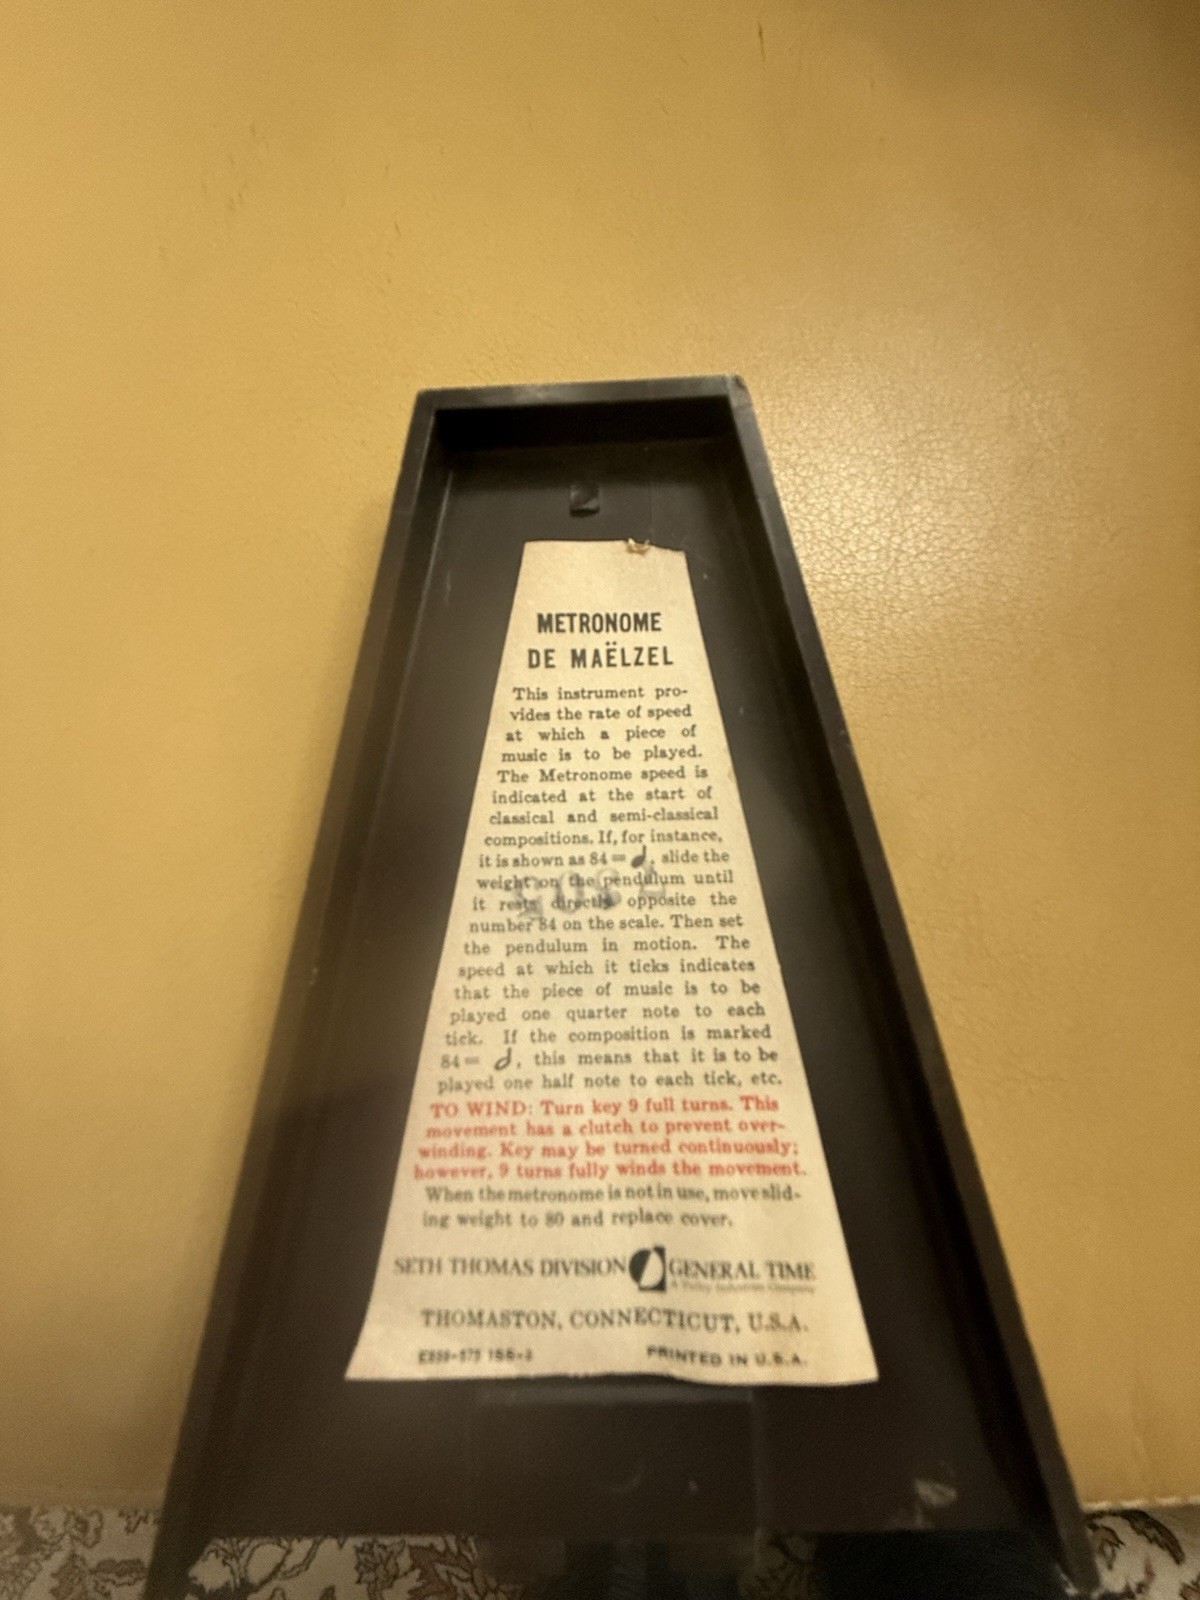 METRONOME
DE MAËLZEL
This instrument pro-
vides the rate of speed
at which a piece of
music is to be played.
The Metronome speed is
indicated at the start of
classical and semi-classical
compositions. If, for instance,
it is shown as 84 = 𝅘𝅥, slide the
weight on the pendulum until
it rests directly opposite the
number 84 on the scale. Then set
the pendulum in motion. The
speed at which it ticks indicates
that the piece of music is to be
played one quarter note to each
tick. If the composition is marked
84 = 𝅗𝅥, this means that it is to be
played one half note to each tick, etc.
TO WIND: Turn key 9 full turns. This
movement has a clutch to prevent over-
winding. Key may be turned continuously;
however, 9 turns fully winds the movement.
When the metronome is not in use, move slid-
ing weight to 80 and replace cover.
SETH THOMAS DIVISION GENERAL TIME
A Talley Industries Company
THOMASTON, CONNECTICUT, U.S.A.
PRINTED IN U.S.A.